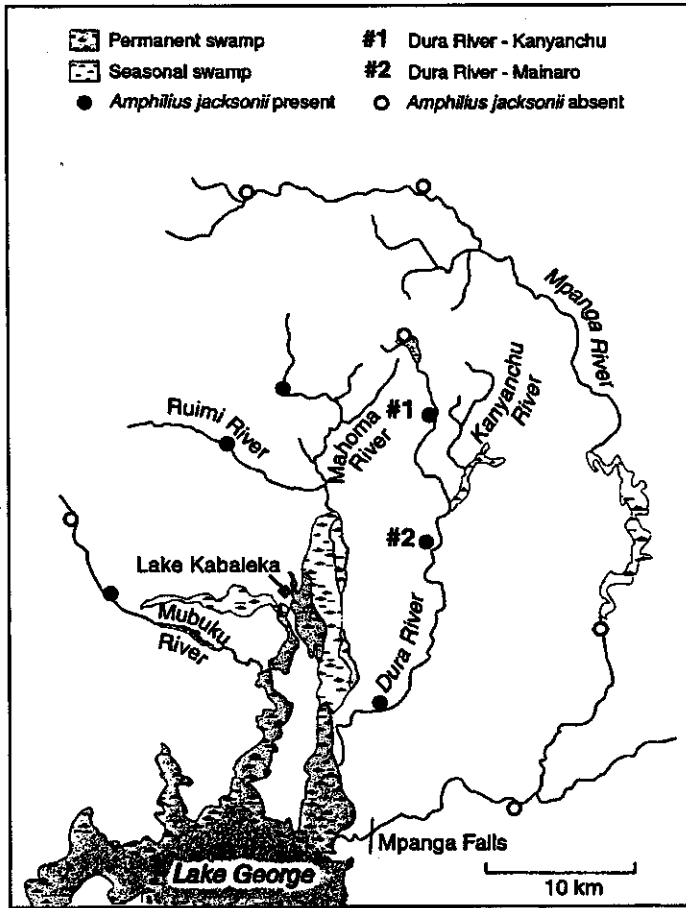 Permanent swamp
Seasonal swamp
Amphilius jacksonii present
#1 Dura River - Kanyanchu
#2 Dura River - Mainaro
Amphilius jacksonii absent
Mpanga River
Kanyanchu
River
#1
Ruimi River
Mahoma
River
#2
Lake Kabaleka
Mubuku
River
Dura River
Mpanga Falls
Lake George
10 km